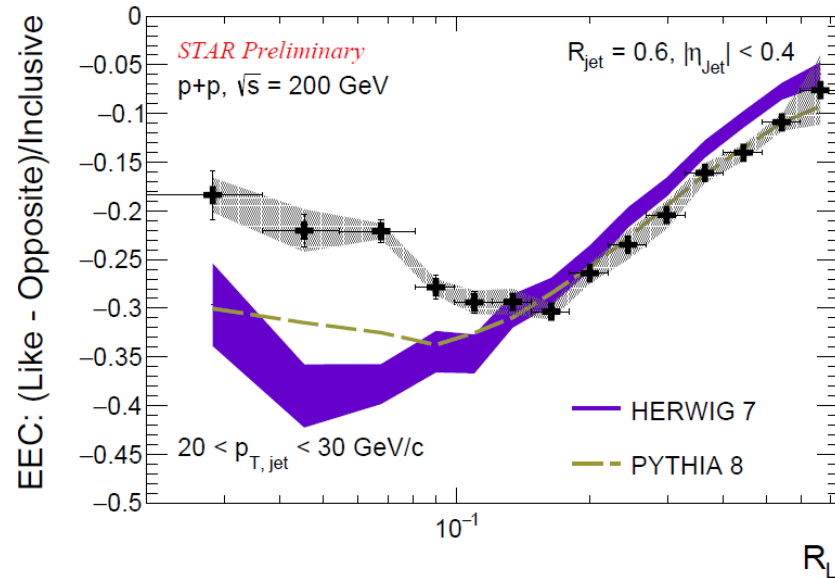 EEC: (Like - Opposite)/Inclusive
0
−0.05
−0.1
−0.15
−0.2
−0.25
−0.3
−0.35
−0.4
−0.45
−0.5
STAR Preliminary
p+p, √s = 200 GeV
R_jet = 0.6, |η_Jet| < 0.4
20 < p_T, jet < 30 GeV/c
HERWIG 7
PYTHIA 8
10⁻¹
R_L